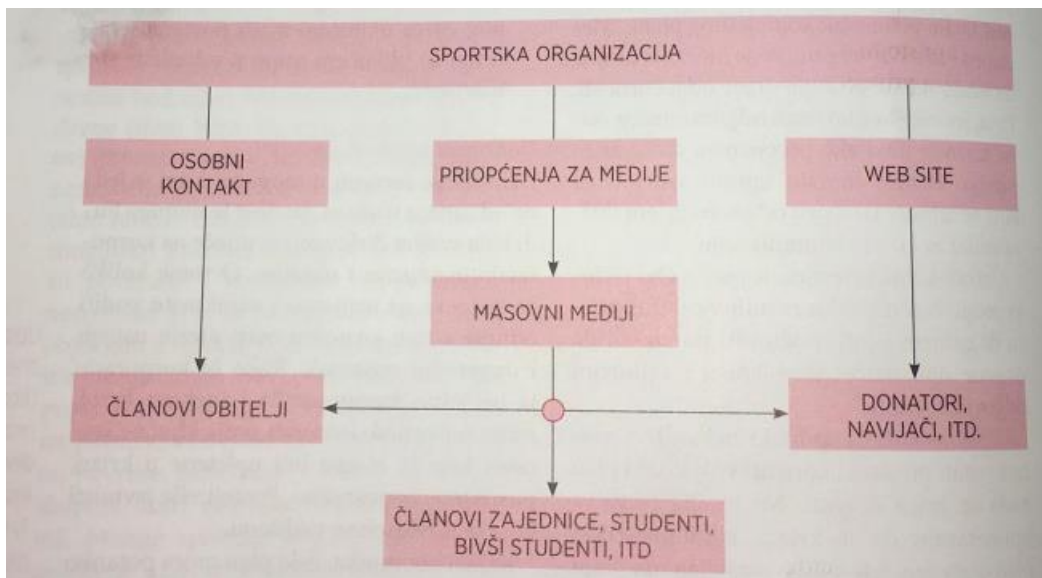 SPORTSKA ORGANIZACIJA
OSOBNI
KONTAKT
PRIOPĆENJA ZA MEDIJE
WEB SITE
MASOVNI MEDIJI
ČLANOVI OBITELJI
DONATORI,
NAVIJAČI, ITD.
ČLANOVI ZAJEDNICE, STUDENTI,
BIVŠI STUDENTI, ITD